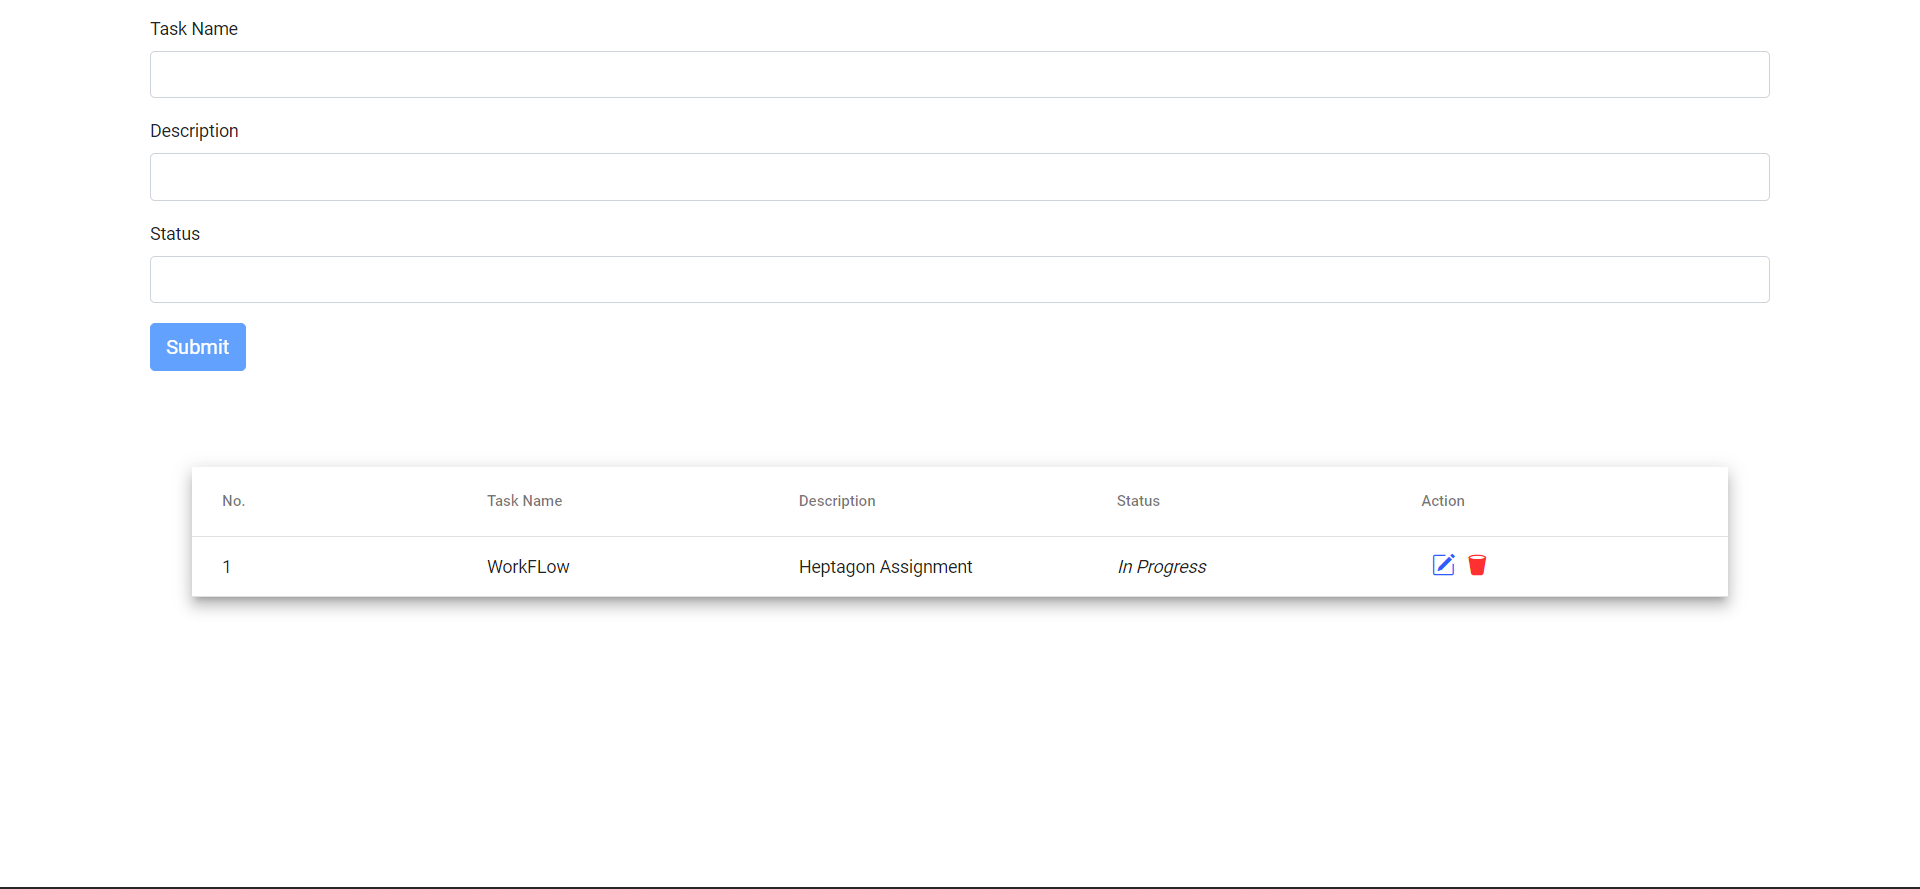 Task Name
Description
Status
Submit
No. Task Name Description Status Action
1 WorkFLow Heptagon Assignment In Progress